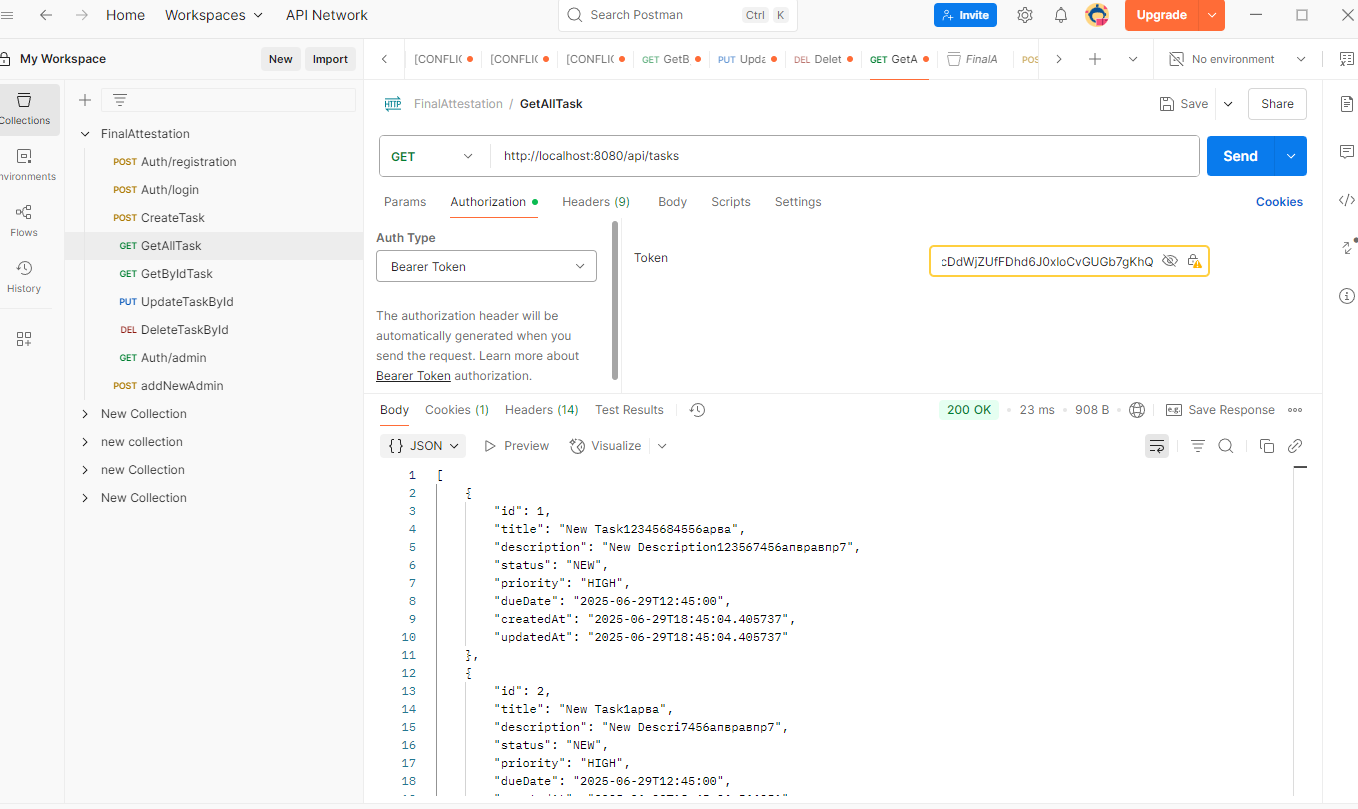 Home Workspaces API Network Search Postman Ctrl K Invite Upgrade
My Workspace New Import [CONFLIC [CONFLIC [CONFLIC GET GetB PUT Upda DEL Delet GET GetA FinalA POS No environment
Collections
Environments
Flows
History
FinalAttestation
POST Auth/registration
POST Auth/login
POST CreateTask
GET GetAllTask
GET GetByIdTask
PUT UpdateTaskById
DEL DeleteTaskById
GET Auth/admin
POST addNewAdmin
New Collection
new collection
new Collection
New Collection
HTTP FinalAttestation / GetAllTask Save Share
GET http://localhost:8080/api/tasks Send
Params Authorization Headers (9) Body Scripts Settings Cookies
Auth Type
Bearer Token
The authorization header will be
automatically generated when you
send the request. Learn more about
Bearer Token authorization.
Token cDdWjZUfFDhd6J0xloCvGUGb7gKhQ
Body Cookies (1) Headers (14) Test Results 200 OK 23 ms 908 B e.g. Save Response
{} JSON Preview Visualize
1 [
2 {
3 "id": 1,
4 "title": "New Task12345684556арва",
5 "description": "New Description123567456апвравпр7",
6 "status": "NEW",
7 "priority": "HIGH",
8 "dueDate": "2025-06-29T12:45:00",
9 "createdAt": "2025-06-29T18:45:04.405737",
10 "updatedAt": "2025-06-29T18:45:04.405737"
11 },
12 {
13 "id": 2,
14 "title": "New Task1арва",
15 "description": "New Descri7456апвравпр7",
16 "status": "NEW",
17 "priority": "HIGH",
18 "dueDate": "2025-06-29T12:45:00",